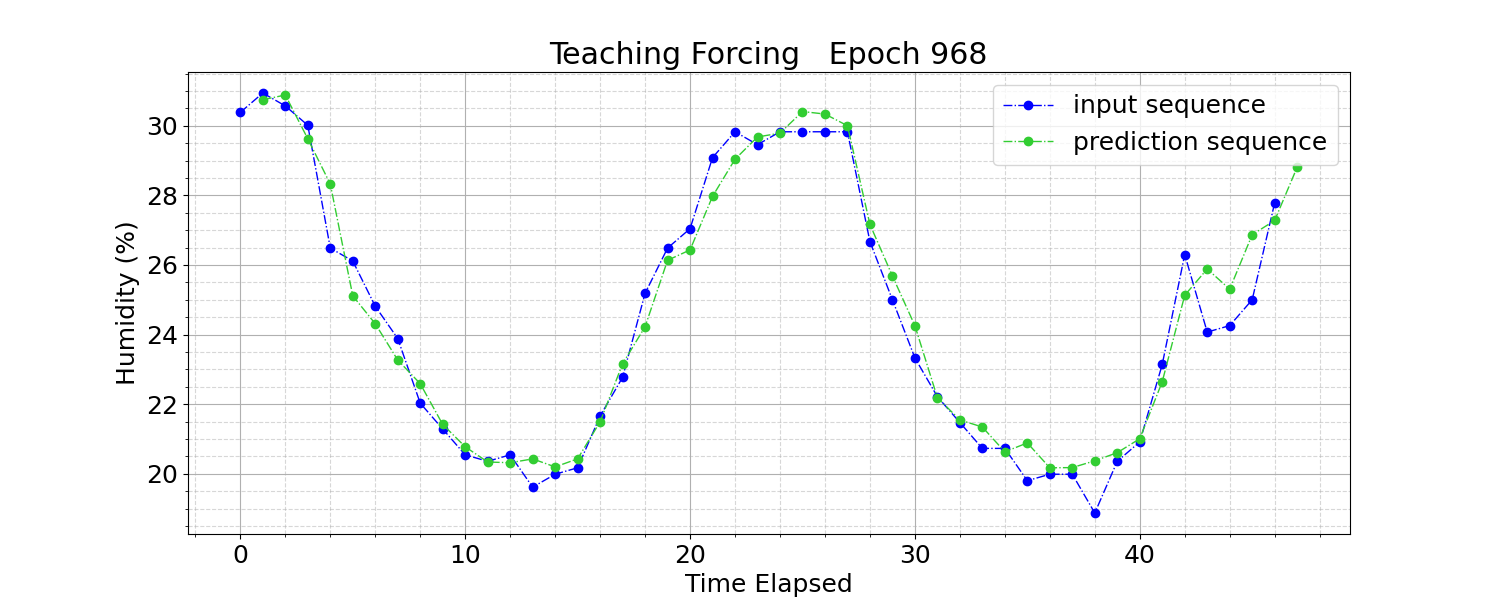 Teaching Forcing   Epoch 968
input sequence
prediction sequence
Humidity (%)
30
28
26
24
22
20
0 10 20 30 40
Time Elapsed